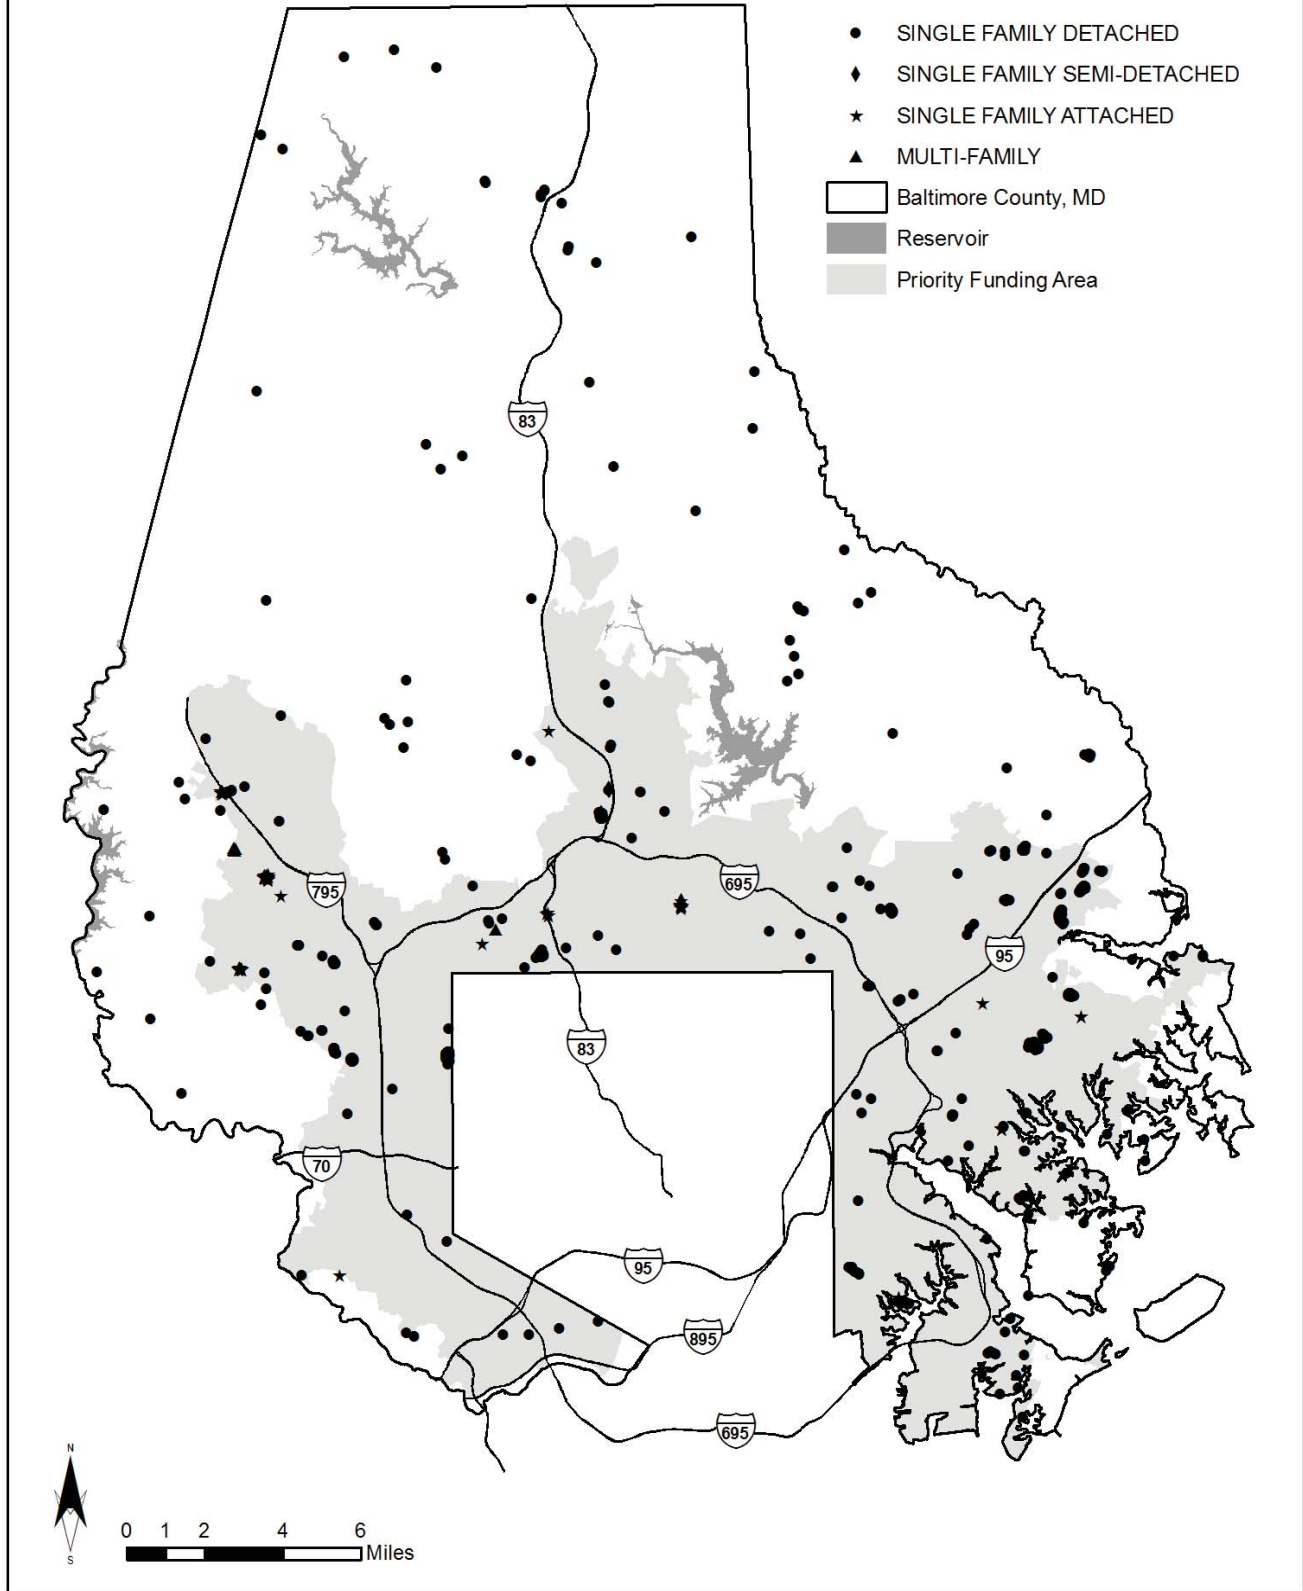 SINGLE FAMILY DETACHED
SINGLE FAMILY SEMI-DETACHED
SINGLE FAMILY ATTACHED
MULTI-FAMILY
Baltimore County, MD
Reservoir
Priority Funding Area
83
795
695
95
83
70
95
895
695
N
S
0 1 2 4 6
Miles